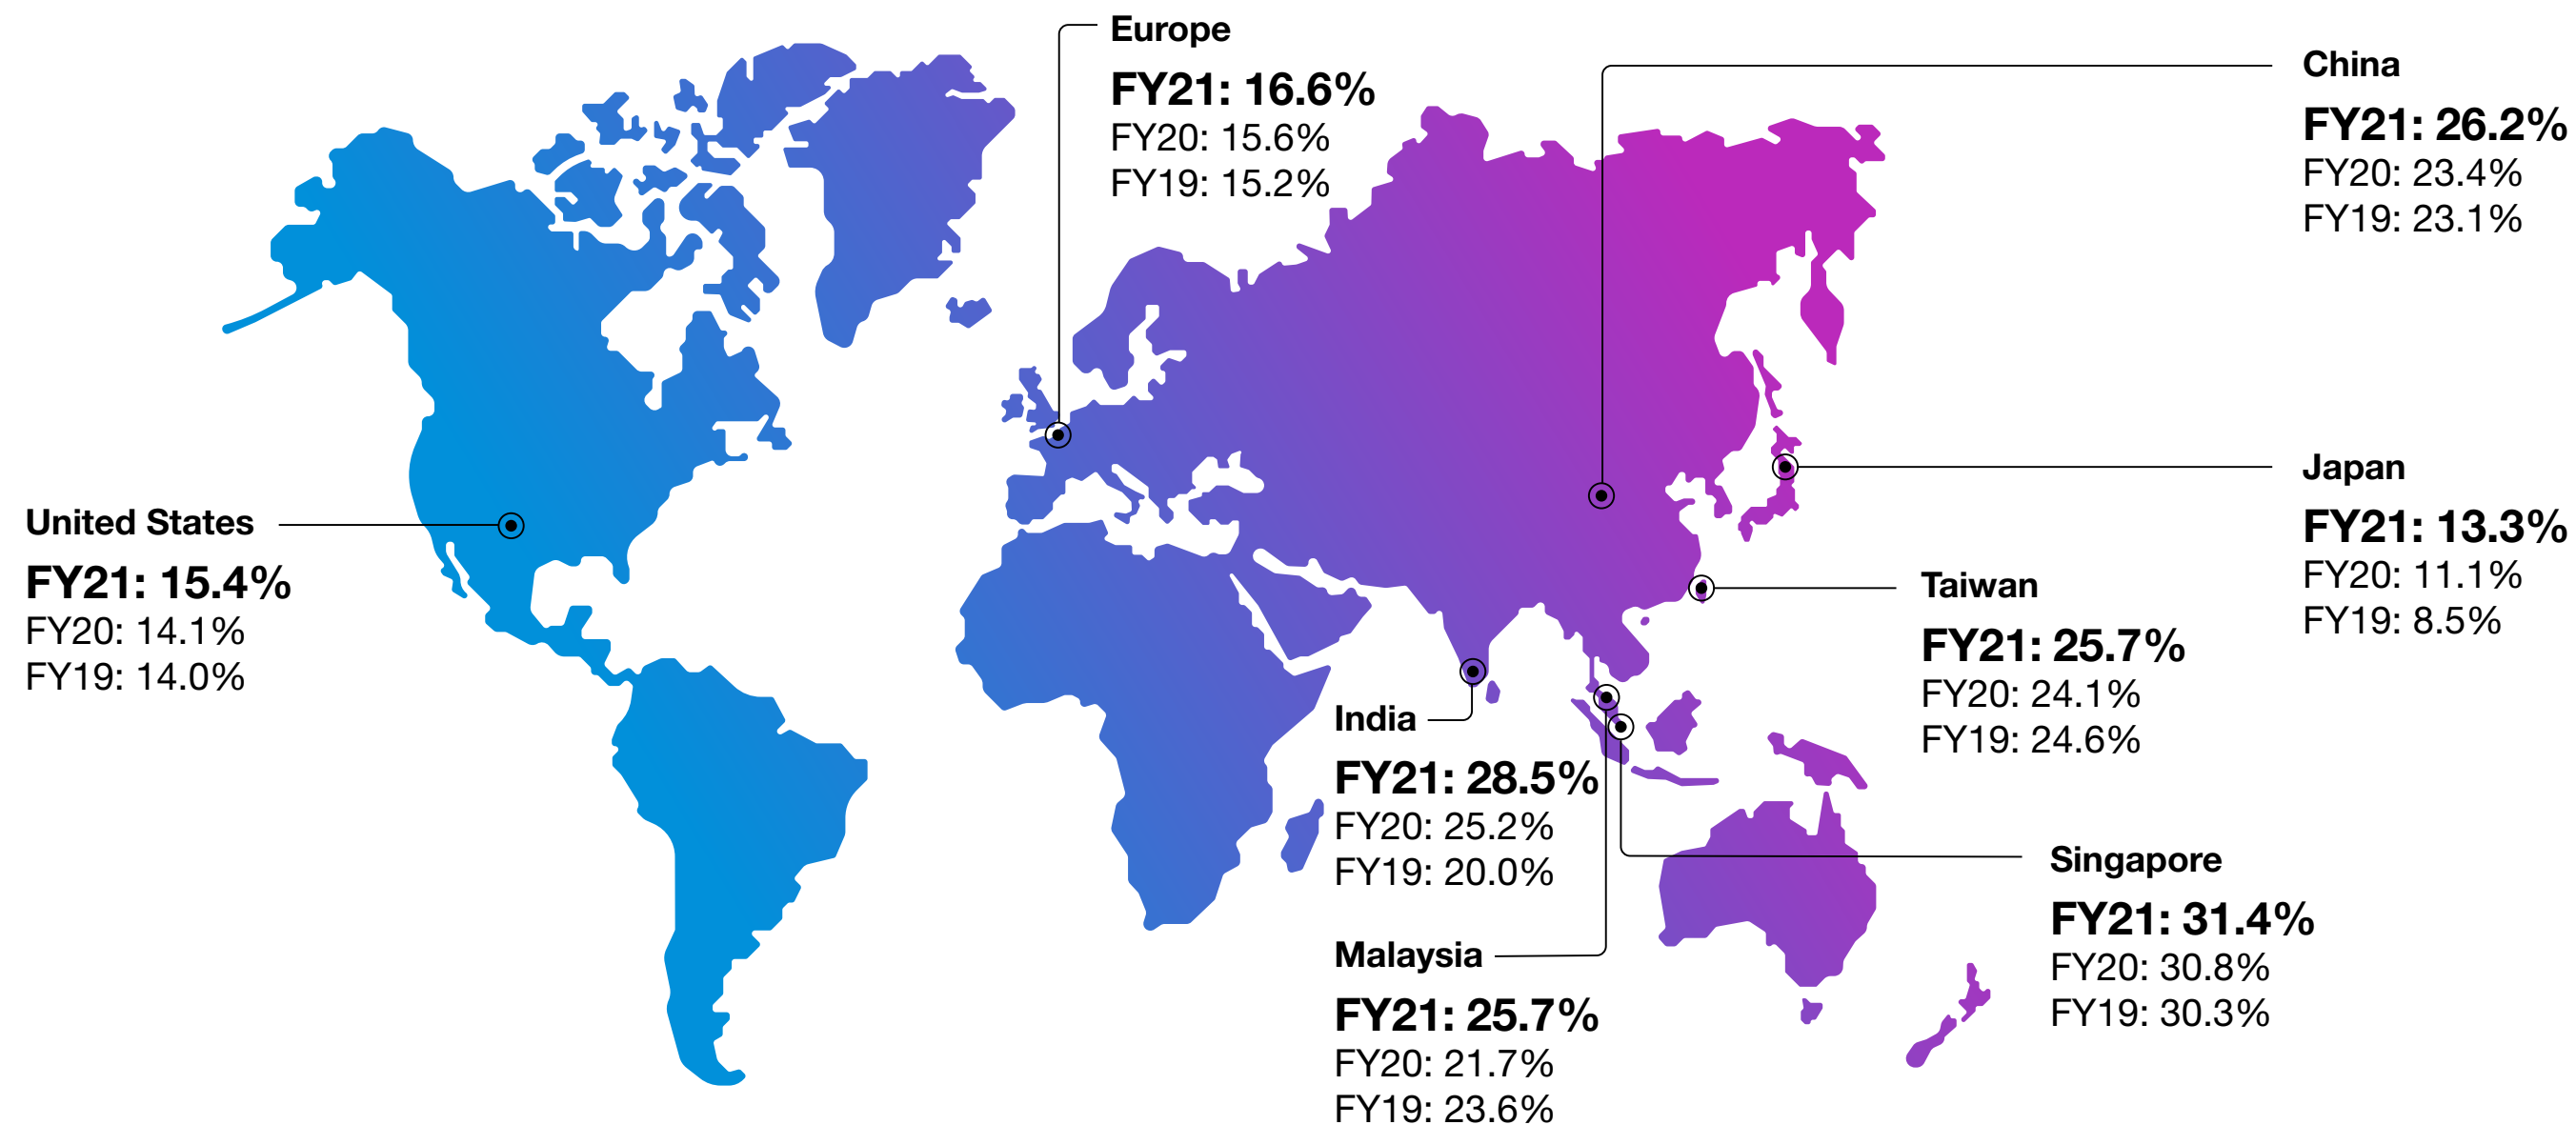 Europe
FY21: 16.6%
FY20: 15.6%
FY19: 15.2%
China
FY21: 26.2%
FY20: 23.4%
FY19: 23.1%
United States
FY21: 15.4%
FY20: 14.1%
FY19: 14.0%
Japan
FY21: 13.3%
FY20: 11.1%
FY19: 8.5%
Taiwan
FY21: 25.7%
FY20: 24.1%
FY19: 24.6%
India
FY21: 28.5%
FY20: 25.2%
FY19: 20.0%
Singapore
FY21: 31.4%
FY20: 30.8%
FY19: 30.3%
Malaysia
FY21: 25.7%
FY20: 21.7%
FY19: 23.6%